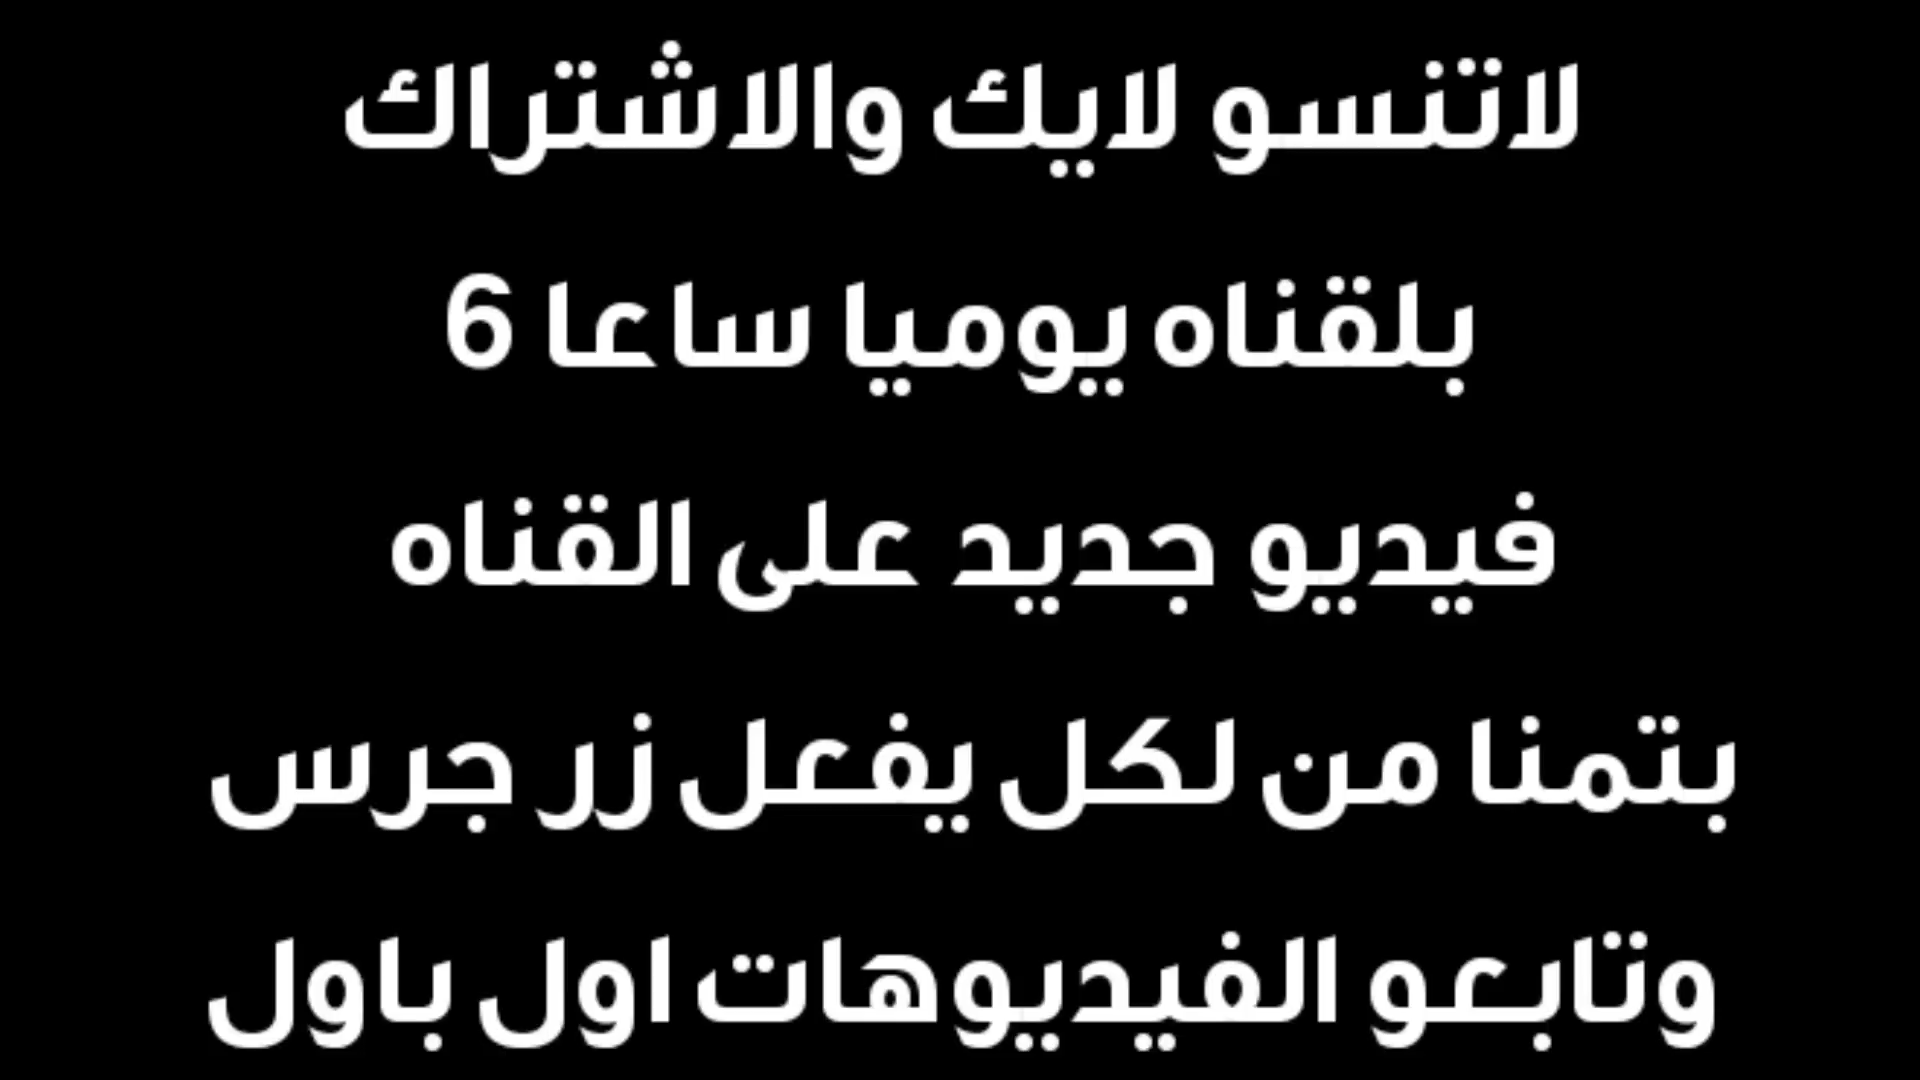 لاتنسو لايك والاشتراك
بلقناه يوميا ساعا 6
فيديو جديد على القناه
بتمنا من لكل يفعل زر جرس
وتابعو الفيديوهات اول باول